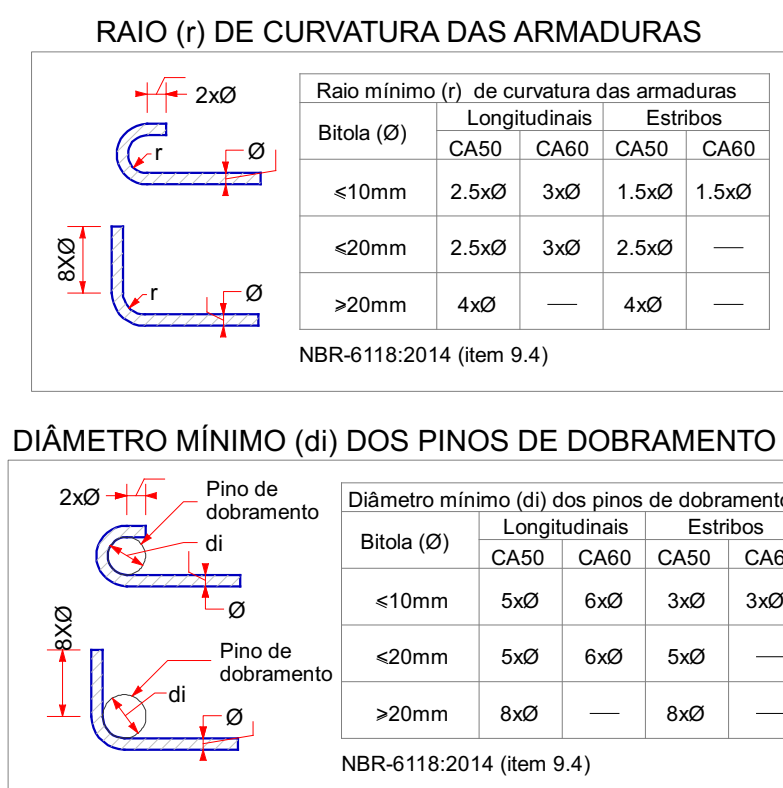 RAIO (r) DE CURVATURA DAS ARMADURAS
2xØ
r
Ø
8XØ
r
Ø
Raio mínimo (r) de curvatura das armaduras
Bitola (Ø) Longitudinais Estribos
CA50 CA60 CA50 CA60
⩽10mm 2.5xØ 3xØ 1.5xØ 1.5xØ
⩽20mm 2.5xØ 3xØ 2.5xØ —
⩾20mm 4xØ — 4xØ —
NBR-6118:2014 (item 9.4)
DIÂMETRO MÍNIMO (di) DOS PINOS DE DOBRAMENTO
2xØ
Pino de
dobramento
di
Ø
8XØ
Pino de
dobramento
di
Ø
Diâmetro mínimo (di) dos pinos de dobramento
Bitola (Ø) Longitudinais Estribos
CA50 CA60 CA50 CA6
⩽10mm 5xØ 6xØ 3xØ 3xØ
⩽20mm 5xØ 6xØ 5xØ —
⩾20mm 8xØ — 8xØ —
NBR-6118:2014 (item 9.4)